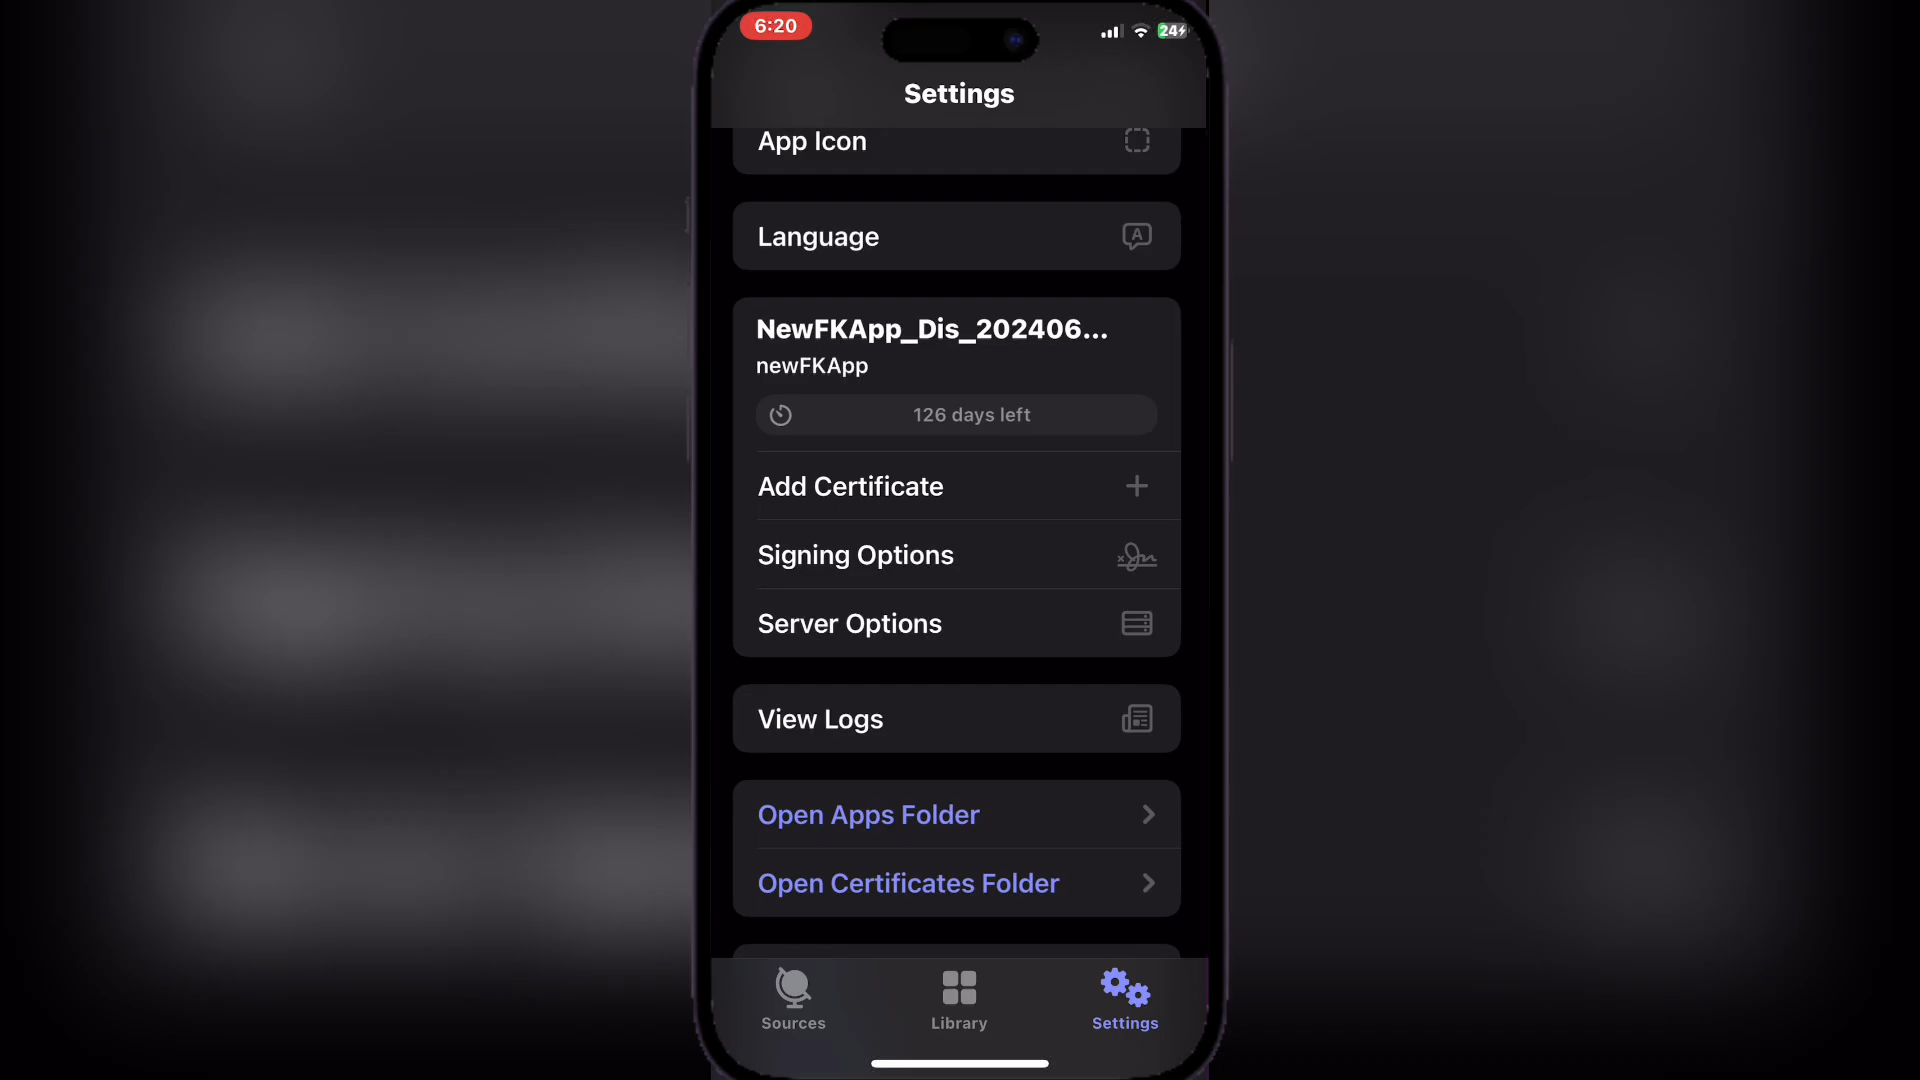 6:20
24
Settings
App Icon
Language
A
NewFKApp_Dis_202406...
newFKApp
126 days left
Add Certificate
Signing Options
Server Options
View Logs
Open Apps Folder
Open Certificates Folder
Sources
Library
Settings